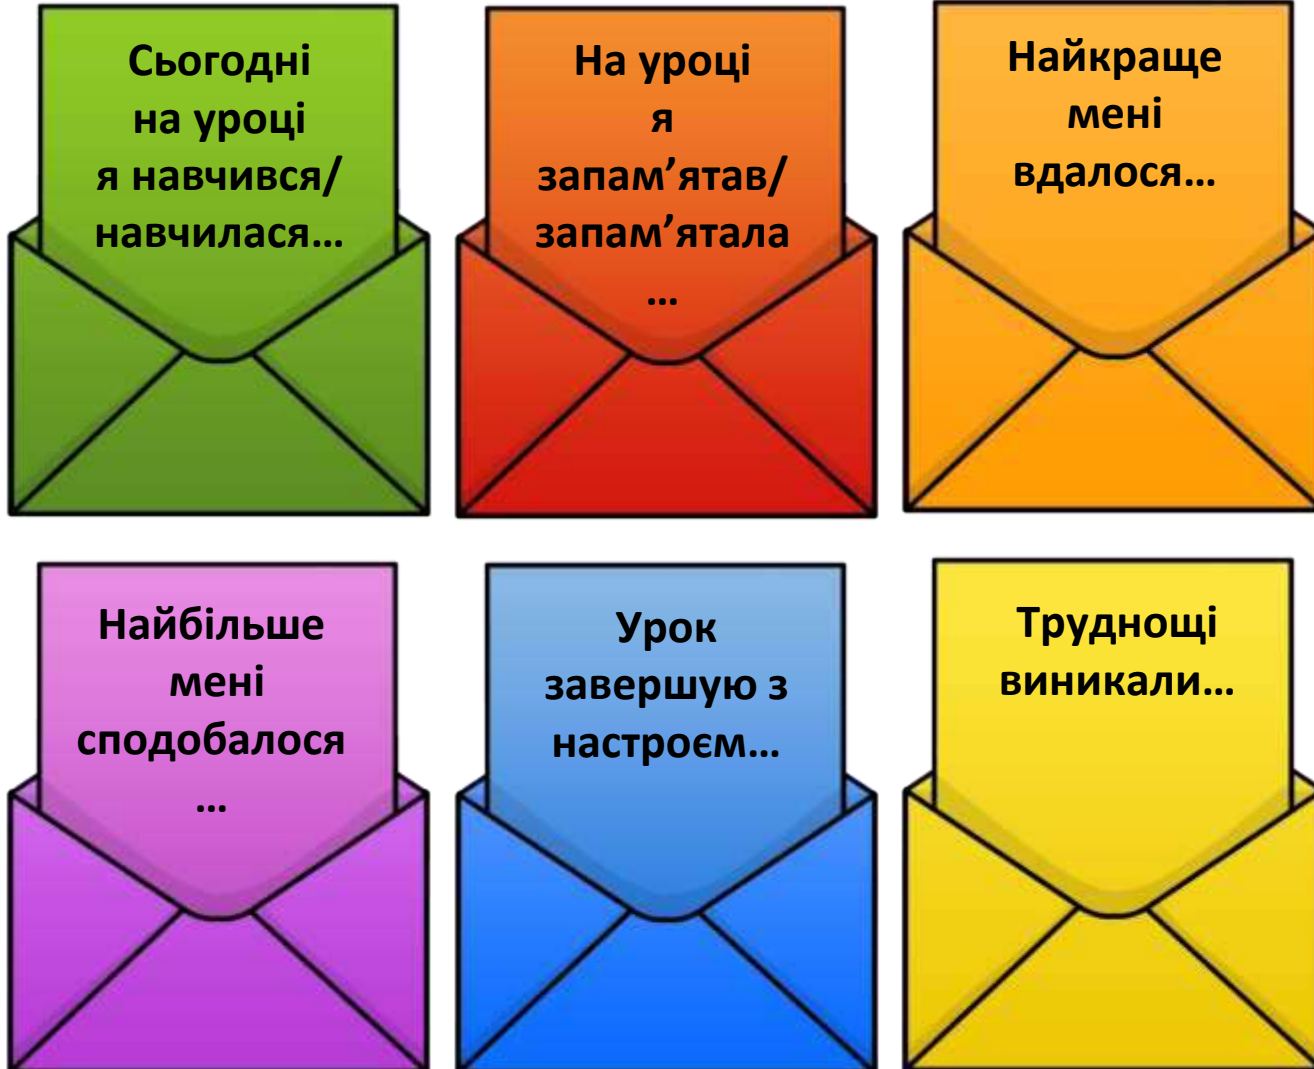 Сьогодні
на уроці
я навчився/
навчилася…
На уроці
я
запам’ятав/
запам’ятала
…
Найкраще
мені
вдалося…
Найбільше
мені
сподобалося
…
Урок
завершую з
настроєм…
Труднощі
виникали…